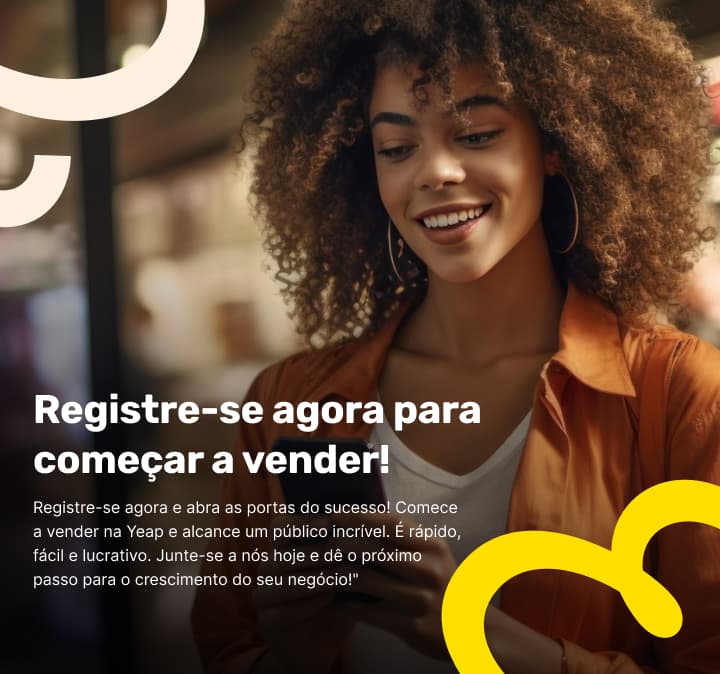 Registre-se agora para
começar a vender!
Registre-se agora e abra as portas do sucesso! Comece
a vender na Yeap e alcance um público incrível. É rápido,
fácil e lucrativo. Junte-se a nós hoje e dê o próximo
passo para o crescimento do seu negócio!"